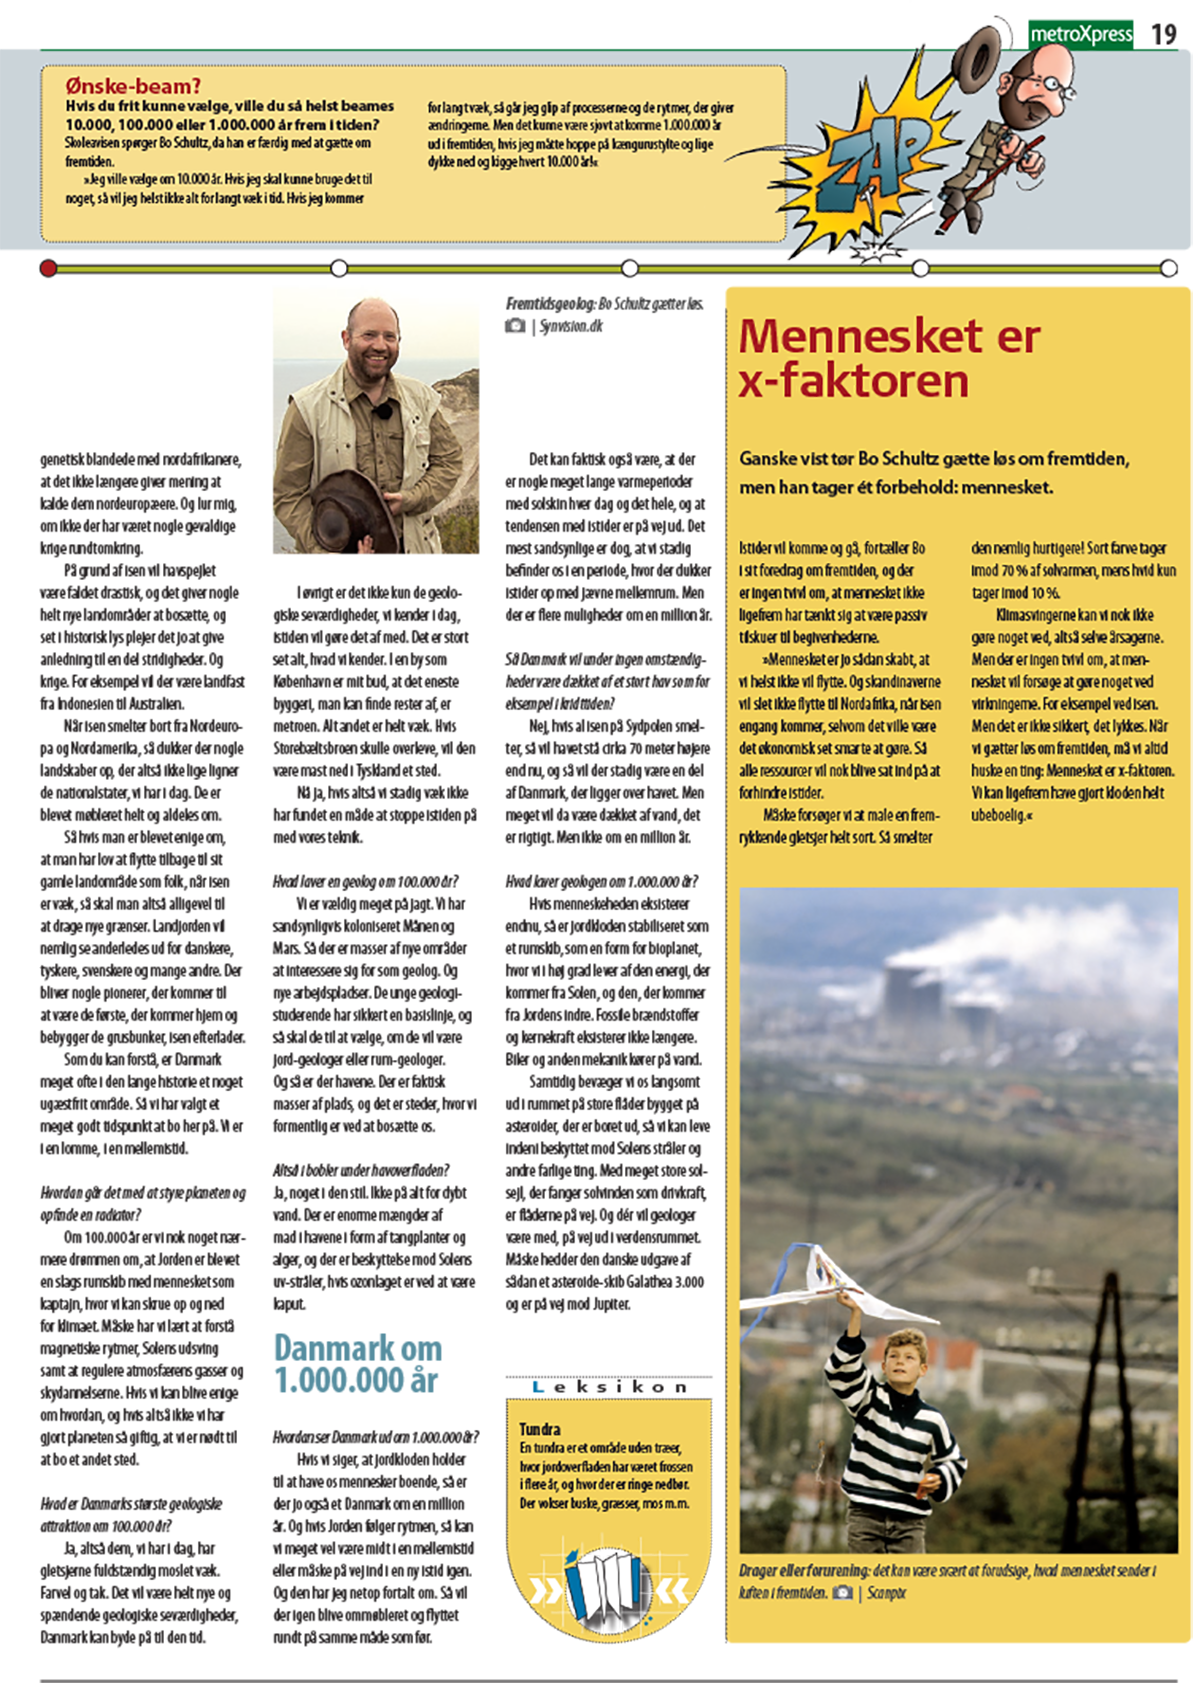 metroXpress 19
Ønske-beam?
Hvis du frit kunne vælge, ville du så helst beames
10.000, 100.000 eller 1.000.000 år frem i tiden?
Skoleavisen spørger Bo Schultz, da han er færdig med at gætte om
fremtiden.
»Jeg ville vælge om 10.000 år. Hvis jeg skal kunne bruge det til
noget, så vil jeg helst ikke alt for langt væk i tid. Hvis jeg kommer
for langt væk, så går jeg glip af processerne og de rytmer, der giver
ændringerne. Men det kunne være sjovt at komme 1.000.000 år
ud i fremtiden, hvis jeg måtte hoppe på kængurustylte og lige
dykke ned og kigge hvert 10.000 år!«
ZAP
genetisk blandede med nordafrikanere,
at det ikke længere giver mening at
kalde dem nordeuropæere. Og lur mig,
om ikke der har været nogle gevaldige
krige rundtomkring.
På grund af isen vil havspejlet
være faldet drastisk, og det giver nogle
helt nye landområder at bosætte, og
set i historisk lys plejer det jo at give
anledning til en del stridigheder. Og
krige. For eksempel vil der være landfast
fra Indonesien til Australien.
Når isen smelter bort fra Nordeuro-
pa og Nordamerika, så dukker der nogle
landskaber op, der altså ikke lige ligner
de nationalstater, vi har i dag. De er
blevet møbleret helt og aldeles om.
Så hvis man er blevet enige om,
at man har lov at flytte tilbage til sit
gamle landområde som folk, når isen
er væk, så skal man altså alligevel til
at drage nye grænser. Landjorden vil
nemlig se anderledes ud for danskere,
tyskere, svenskere og mange andre. Der
bliver nogle pionerer, der kommer til
at være de første, der kommer hjem og
bebygger de grusbunker, isen efterlader.
Som du kan forstå, er Danmark
meget ofte i den lange historie et noget
ugæstfrit område. Så vi har valgt et
meget godt tidspunkt at bo her på. Vi er
i en lomme, i en mellemistid.
Hvordan går det med at styre planeten og
opfinde en radiator?
Om 100.000 år er vi nok noget nær-
mere drømmen om, at Jorden er blevet
en slags rumskib med mennesket som
kaptajn, hvor vi kan skrue op og ned
for klimaet. Måske har vi lært at forstå
magnetiske rytmer, Solens udsving
samt at regulere atmosfærens gasser og
skydannelserne. Hvis vi kan blive enige
om hvordan, og hvis altså ikke vi har
gjort planeten så giftig, at vi er nødt til
at bo et andet sted.
Hvad er Danmarks største geologiske
attraktion om 100.000 år?
Ja, altså dem, vi har i dag, har
gletsjerne fuldstændig moslet væk.
Farvel og tak. Det vil være helt nye og
spændende geologiske seværdigheder,
Danmark kan byde på til den tid.
I øvrigt er det ikke kun de geolo-
giske seværdigheder, vi kender i dag,
istiden vil gøre det af med. Det er stort
set alt, hvad vi kender. I en by som
København er mit bud, at det eneste
byggeri, man kan finde rester af, er
metroen. Alt andet er helt væk. Hvis
Storebæltsbroen skulle overleve, vil den
være mast ned i Tyskland et sted.
Nå ja, hvis altså vi stadig væk ikke
har fundet en måde at stoppe istiden på
med vores teknik.
Hvad laver en geolog om 100.000 år?
Vi er vældig meget på jagt. Vi har
sandsynligvis koloniseret Månen og
Mars. Så der er masser af nye områder
at interessere sig for som geolog. Og
nye arbejdspladser. De unge geologi-
studerende har sikkert en basislinje, og
så skal de til at vælge, om de vil være
jord-geologer eller rum-geologer.
Og så er der havene. Der er faktisk
masser af plads, og det er steder, hvor vi
formentlig er ved at bosætte os.
Altså i bobler under havoverfladen?
Ja, noget i den stil. Ikke på alt for dybt
vand. Der er enorme mængder af
mad i havene i form af tangplanter og
alger, og der er beskyttelse mod Solens
uv-stråler, hvis ozonlaget er ved at være
kaput.
Danmark om
1.000.000 år
Hvordan ser Danmark ud om 1.000.000 år?
Hvis vi siger, at Jordkloden holder
til at have os mennesker boende, så er
der jo også et Danmark om en million
år. Og hvis Jorden følger rytmen, så kan
vi meget vel være midt i en mellemistid
eller måske på vej ind i en ny istid igen.
Og den har jeg netop fortalt om. Så vil
der igen blive ommøbleret og flyttet
rundt på samme måde som før.
Fremtidsgeolog: Bo Schultz gætter løs.
| Synvision.dk
Det kan faktisk også være, at der
er nogle meget lange varmeperioder
med solskin hver dag og det hele, og at
tendensen med istider er på vej ud. Det
mest sandsynlige er dog, at vi stadig
befinder os i en periode, hvor der dukker
istider op med jævne mellemrum. Men
der er flere muligheder om en million år.
Så Danmark vil under ingen omstændig-
heder være dækket af et stort hav som for
eksempel i kridttiden?
Nej, hvis al isen på Sydpolen smel-
ter, så vil havet stå cirka 70 meter højere
end nu, og så vil der stadig være en del
af Danmark, der ligger over havet. Men
meget vil da være dækket af vand, det
er rigtigt. Men ikke om en million år.
Hvad laver geologen om 1.000.000 år?
Hvis menneskeheden eksisterer
endnu, så er jordkloden stabiliseret som
et rumskib, som en form for bioplanet,
hvor vi i høj grad lever af den energi, der
kommer fra Solen, og den, der kommer
fra Jordens indre. Fossile brændstoffer
og kernekraft eksisterer ikke længere.
Biler og anden mekanik kører på vand.
Samtidig bevæger vi os langsomt
ud i rummet på store flåder bygget på
asteroider, der er boret ud, så vi kan leve
indeni beskyttet mod Solens stråler og
andre farlige ting. Med meget store sol-
sejl, der fanger solvinden som drivkraft,
er flåderne på vej. Og dér vil geologer
være med, på vej ud i verdensrummet.
Måske hedder den danske udgave af
sådan et asteroide-skib Galathea 3.000
og er på vej mod Jupiter.
Leksikon
Tundra
En tundra er et område uden træer,
hvor jordoverfladen har været frossen
i flere år, og hvor der er ringe nedbør.
Der vokser buske, græsser, mos m.m.
Mennesket er
x-faktoren
Ganske vist tør Bo Schultz gætte løs om fremtiden,
men han tager ét forbehold: mennesket.
Istider vil komme og gå, fortæller Bo
i sit foredrag om fremtiden, og der
er ingen tvivl om, at mennesket ikke
ligefrem har tænkt sig at være passiv
tilskuer til begivenhederne.
»Mennesket er jo sådan skabt, at
vi helst ikke vil flytte. Og skandinaverne
vil slet ikke flytte til Nordafrika, når isen
engang kommer, selvom det ville være
det økonomisk set smarte at gøre. Så
alle ressourcer vil nok blive sat ind på at
forhindre istider.
Måske forsøger vi at male en frem-
rykkende gletsjer helt sort. Så smelter
den nemlig hurtigere! Sort farve tager
imod 70 % af solvarmen, mens hvid kun
tager imod 10 %.
Klimasvingerne kan vi nok ikke
gøre noget ved, altså selve årsagerne.
Men der er ingen tvivl om, at men-
nesket vil forsøge at gøre noget ved
virkningerne. For eksempel ved isen.
Men det er ikke sikkert, det lykkes. Når
vi gætter løs om fremtiden, må vi altid
huske en ting: Mennesket er x-faktoren.
Vi kan ligefrem have gjort kloden helt
ubeboelig.«
Drager eller forurening: det kan være svært at forudsige, hvad mennesket sender i
luften i fremtiden. | Scanpix